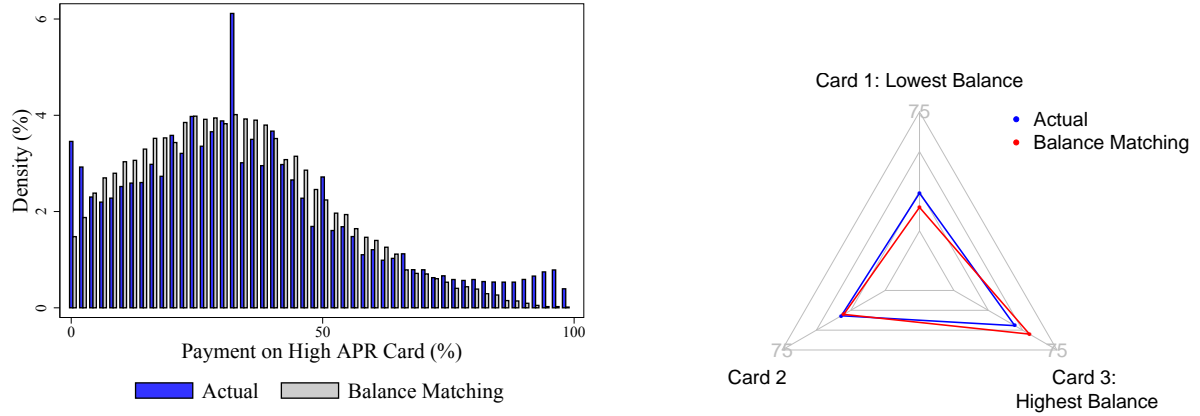 6
4
2
0
Density (%)
0
50
100
Payment on High APR Card (%)
Actual
Balance Matching
Card 1: Lowest Balance
75
Actual
Balance Matching
75
75
Card 2
Card 3:
Highest Balance